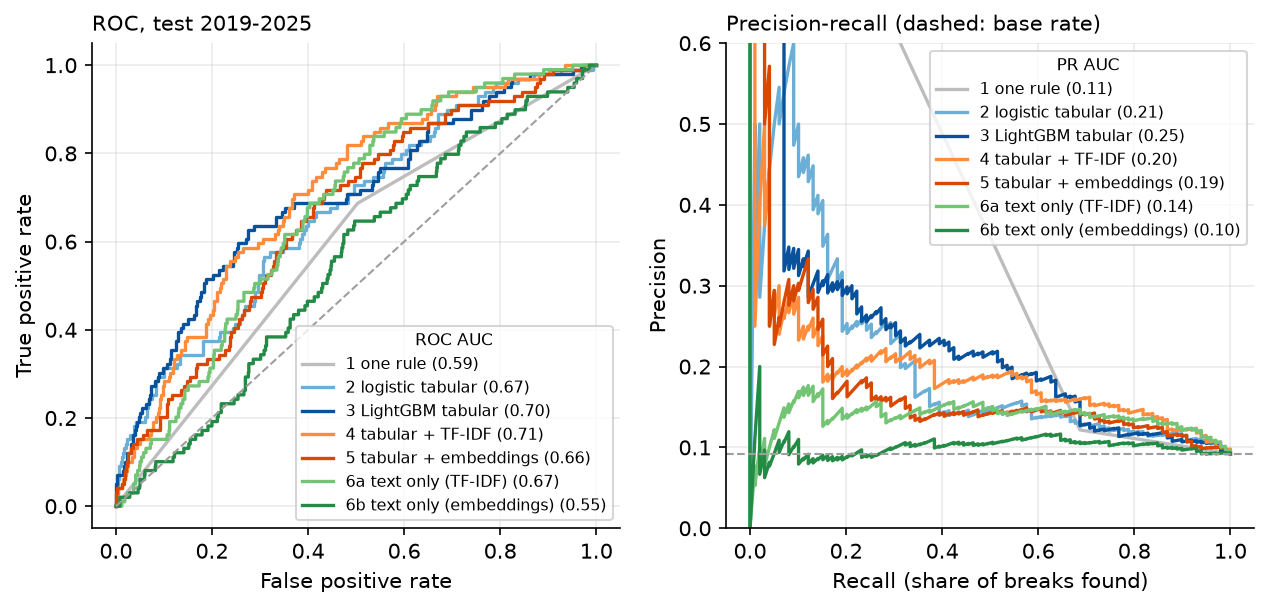 ROC, test 2019-2025
True positive rate
1.0
0.8
0.6
0.4
0.2
0.0
0.0 0.2 0.4 0.6 0.8 1.0
False positive rate
ROC AUC
1 one rule (0.59)
2 logistic tabular (0.67)
3 LightGBM tabular (0.70)
4 tabular + TF-IDF (0.71)
5 tabular + embeddings (0.66)
6a text only (TF-IDF) (0.67)
6b text only (embeddings) (0.55)
Precision-recall (dashed: base rate)
Precision
0.6
0.5
0.4
0.3
0.2
0.1
0.0
0.0 0.2 0.4 0.6 0.8 1.0
Recall (share of breaks found)
PR AUC
1 one rule (0.11)
2 logistic tabular (0.21)
3 LightGBM tabular (0.25)
4 tabular + TF-IDF (0.20)
5 tabular + embeddings (0.19)
6a text only (TF-IDF) (0.14)
6b text only (embeddings) (0.10)